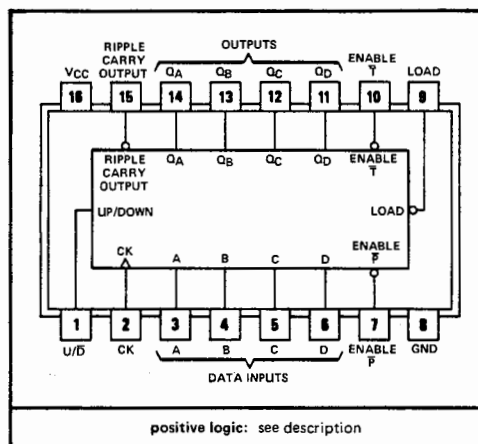 OUTPUTS
RIPPLE
CARRY
OUTPUT
ENABLE
T̅
VCC
QA
QB
QC
QD
LOAD
16
15
14
13
12
11
10
9
RIPPLE
CARRY
OUTPUT
QA
QB
QC
QD
ENABLE
T̅
UP/DOWN
LOAD
CK
A
B
C
D
ENABLE
P̅
1
2
3
4
5
6
7
8
U/D̅
CK
A
B
C
D
ENABLE
P̅
GND
DATA INPUTS
positive logic: see description